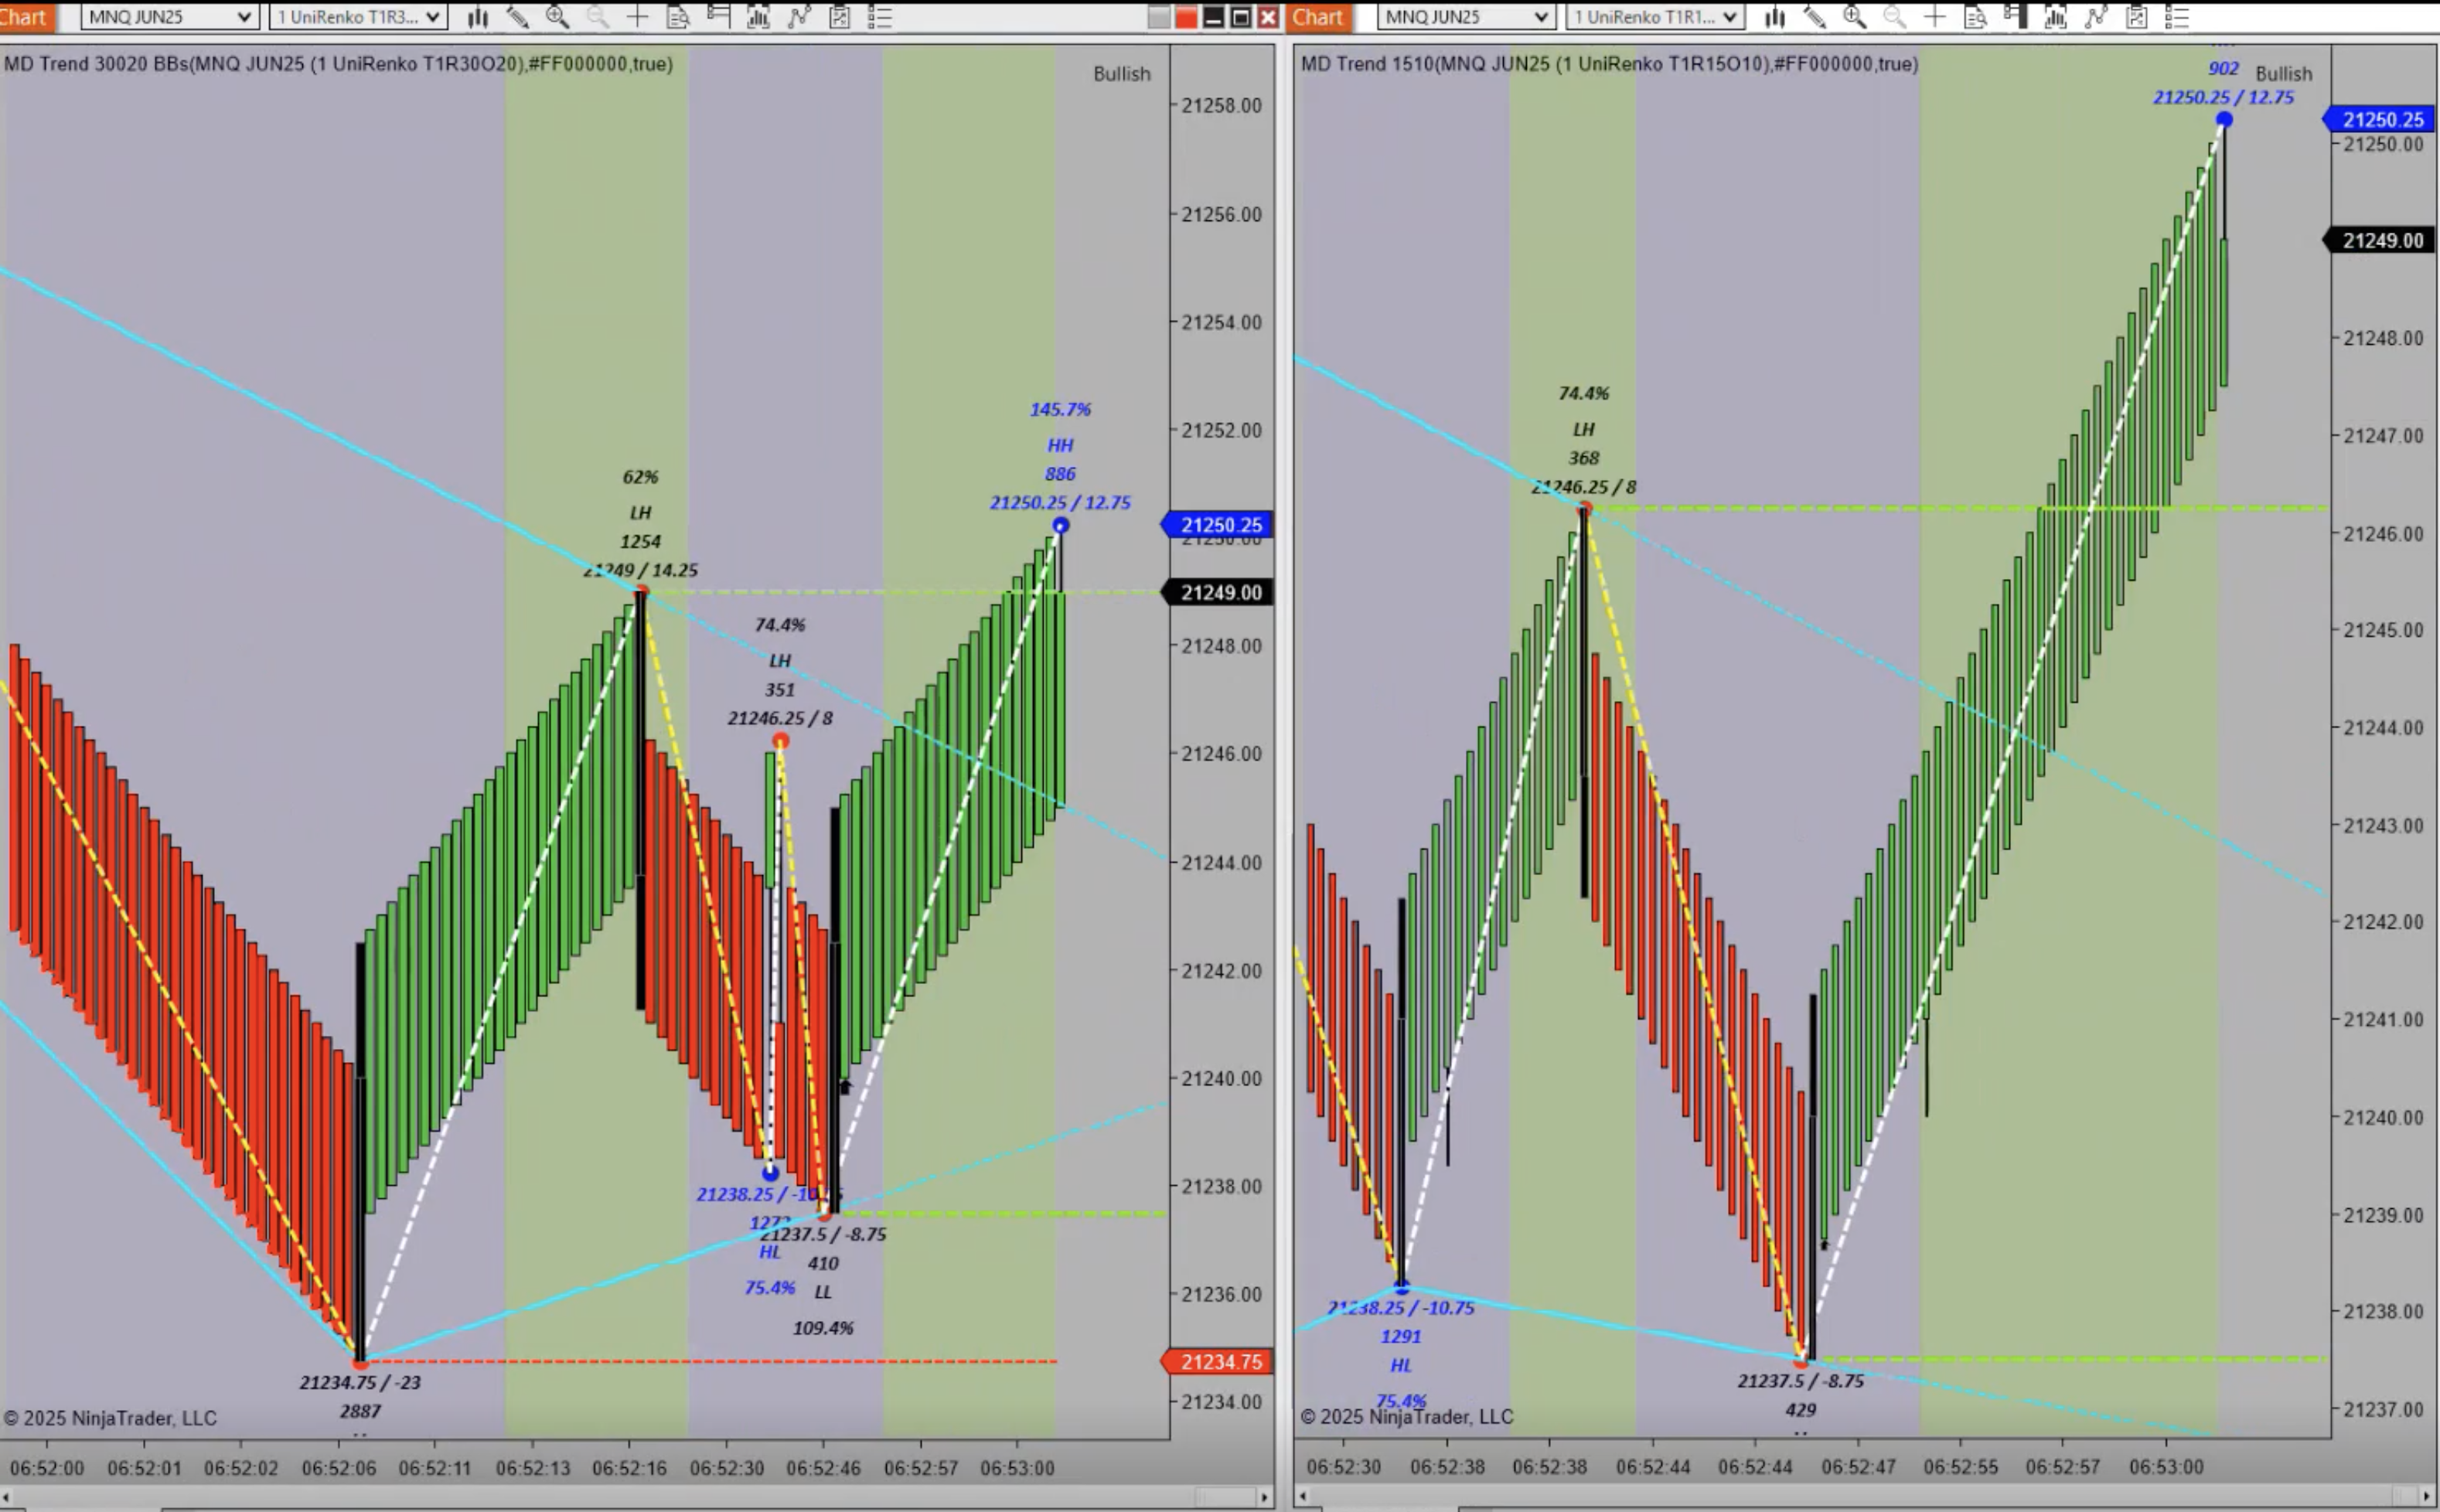 Chart
MNQ JUN25
1 UniRenko T1R3...
MD Trend 30020 BBs(MNQ JUN25 (1 UniRenko T1R30O20),#FF000000,true)
Bullish
62%
LH
1254
21249 / 14.25
74.4%
LH
351
21246.25 / 8
145.7%
HH
886
21250.25 / 12.75
21238.25
HL
75.4%
21237.5 / -8.75
410
LL
109.4%
21234.75 / -23
2887
21258.00
21256.00
21254.00
21252.00
21250.25
21249.00
21248.00
21246.00
21244.00
21242.00
21240.00
21238.00
21236.00
21234.75
21234.00
© 2025 NinjaTrader, LLC
06:52:00 06:52:01 06:52:02 06:52:06 06:52:11 06:52:13 06:52:16 06:52:30 06:52:46 06:52:57 06:53:00
Chart
MNQ JUN25
1 UniRenko T1R1...
MD Trend 1510(MNQ JUN25 (1 UniRenko T1R15O10),#FF000000,true)
Bullish
902
21250.25 / 12.75
74.4%
LH
368
21246.25 / 8
21238.25 / -10.75
1291
HL
75.4%
21237.5 / -8.75
429
21250.25
21250.00
21249.00
21248.00
21247.00
21246.00
21245.00
21244.00
21243.00
21242.00
21241.00
21240.00
21239.00
21238.00
21237.00
© 2025 NinjaTrader, LLC
06:52:30 06:52:38 06:52:38 06:52:44 06:52:44 06:52:47 06:52:55 06:52:57 06:53:00